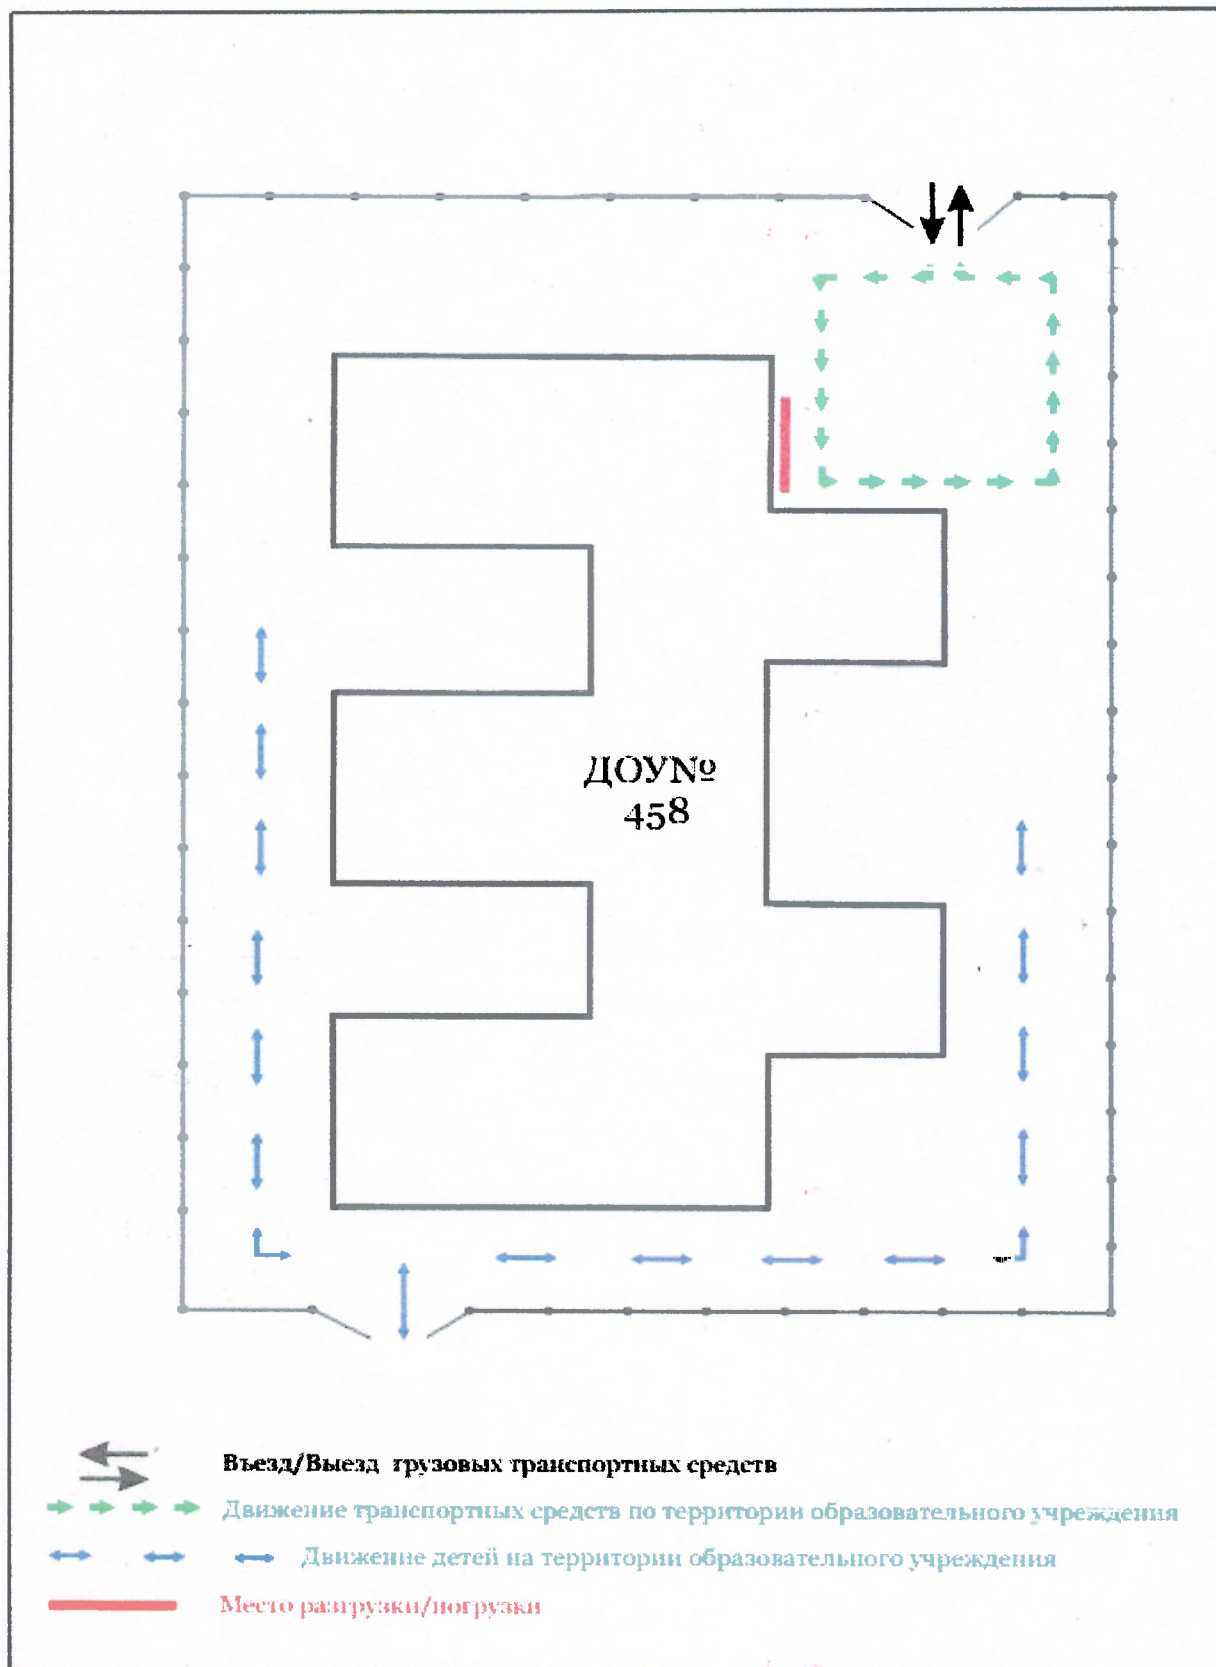 ДОУ№
458
Въезд/Выезд грузовых транспортных средств
Движение транспортных средств по территории образовательного учреждения
Движение детей на территории образовательного учреждения
Место разгрузки/погрузки